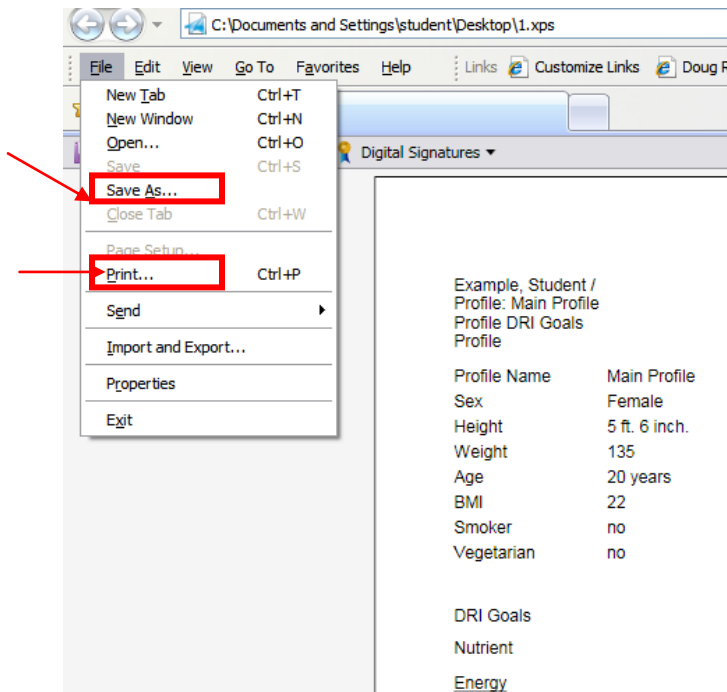 C:\Documents and Settings\student\Desktop\1.xps
File Edit View Go To Favorites Help Links Customize Links Doug R
New Tab Ctrl+T
New Window Ctrl+N
Open... Ctrl+O
Digital Signatures
Save Ctrl+S
Save As...
Close Tab Ctrl+W
Page Setup...
Print... Ctrl+P
Send
Import and Export...
Properties
Exit
Example, Student /
Profile: Main Profile
Profile DRI Goals
Profile
Profile Name Main Profile
Sex Female
Height 5 ft. 6 inch.
Weight 135
Age 20 years
BMI 22
Smoker no
Vegetarian no
DRI Goals
Nutrient
Energy